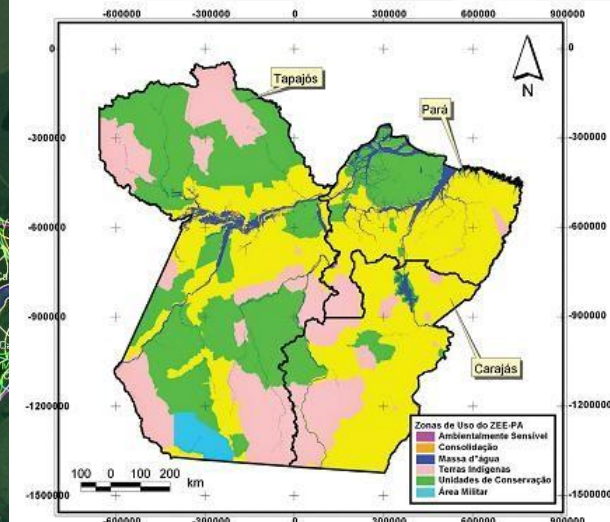 -600000 -300000 0 300000 600000 900000
0 0
N
Tapajós
Pará
-300000 -300000
-600000 -600000
-900000 -900000
Carajás
-1200000 -1200000
Zonas de Uso do ZEE-PA
Ambientalmente Sensível
Consolidação
Massa d"água
Terras Indígenas
Unidades de Conservação
Área Militar
100 0 100 200 km
-1500000 -1500000
-600000 -300000 0 300000 600000 900000